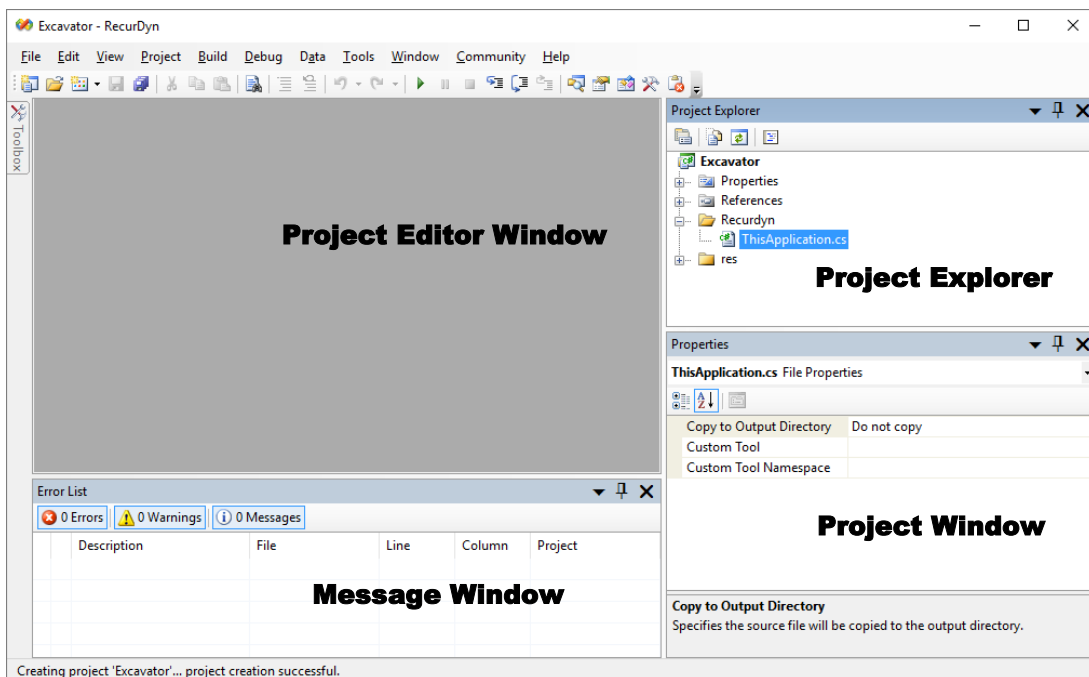 Excavator - RecurDyn
File Edit View Project Build Debug Data Tools Window Community Help
Toolbox
Project Editor Window
Project Explorer
Excavator
Properties
References
Recurdyn
ThisApplication.cs
res
Project Explorer
Properties
ThisApplication.cs File Properties
Copy to Output Directory Do not copy
Custom Tool
Custom Tool Namespace
Project Window
Copy to Output Directory
Specifies the source file will be copied to the output directory.
Error List
0 Errors 0 Warnings 0 Messages
Description File Line Column Project
Message Window
Creating project 'Excavator'... project creation successful.